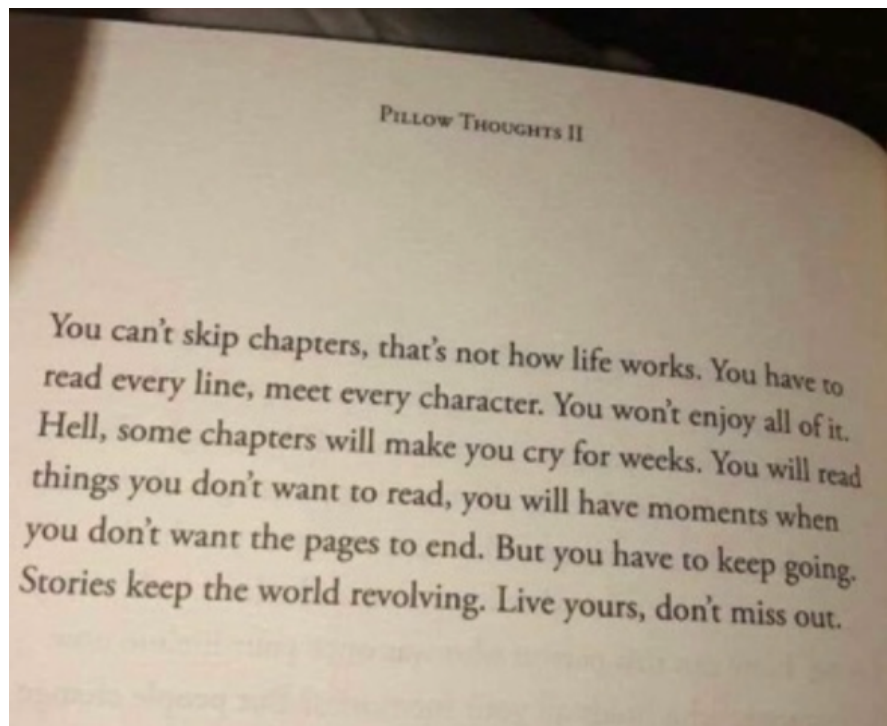 PILLOW THOUGHTS II
You can't skip chapters, that's not how life works. You have to
read every line, meet every character. You won't enjoy all of it.
Hell, some chapters will make you cry for weeks. You will read
things you don't want to read, you will have moments when
you don't want the pages to end. But you have to keep going.
Stories keep the world revolving. Live yours, don't miss out.